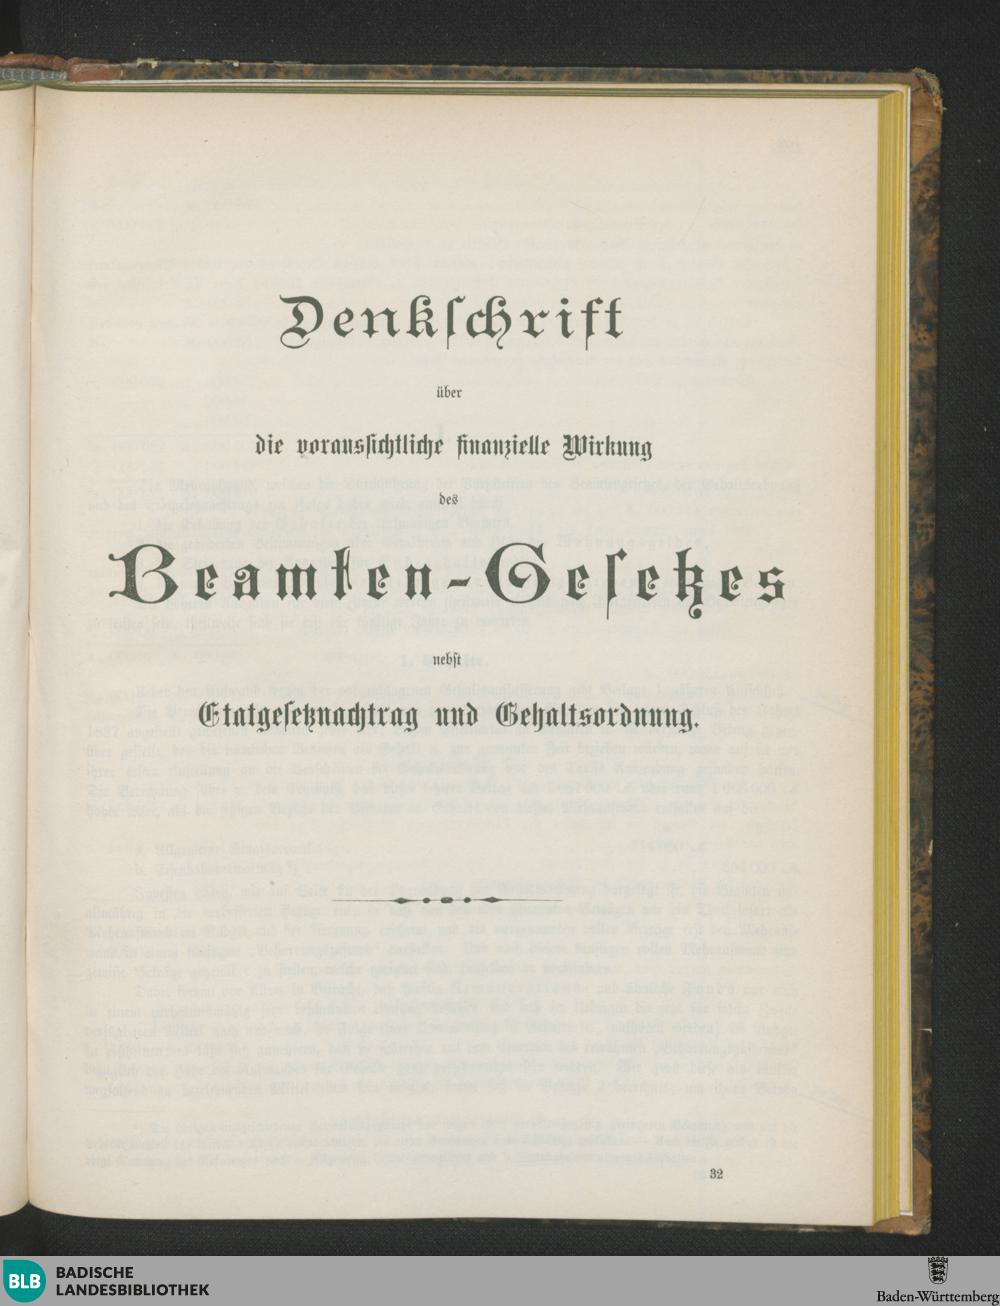 Denkschrift
über
die voraussichtliche finanzielle Wirkung
des
Beamten-Gesetzes
nebst
Etatgesetznachtrag und Gehaltsordnung.
32
BLB
BADISCHE
LANDESBIBLIOTHEK
Baden-Württemberg